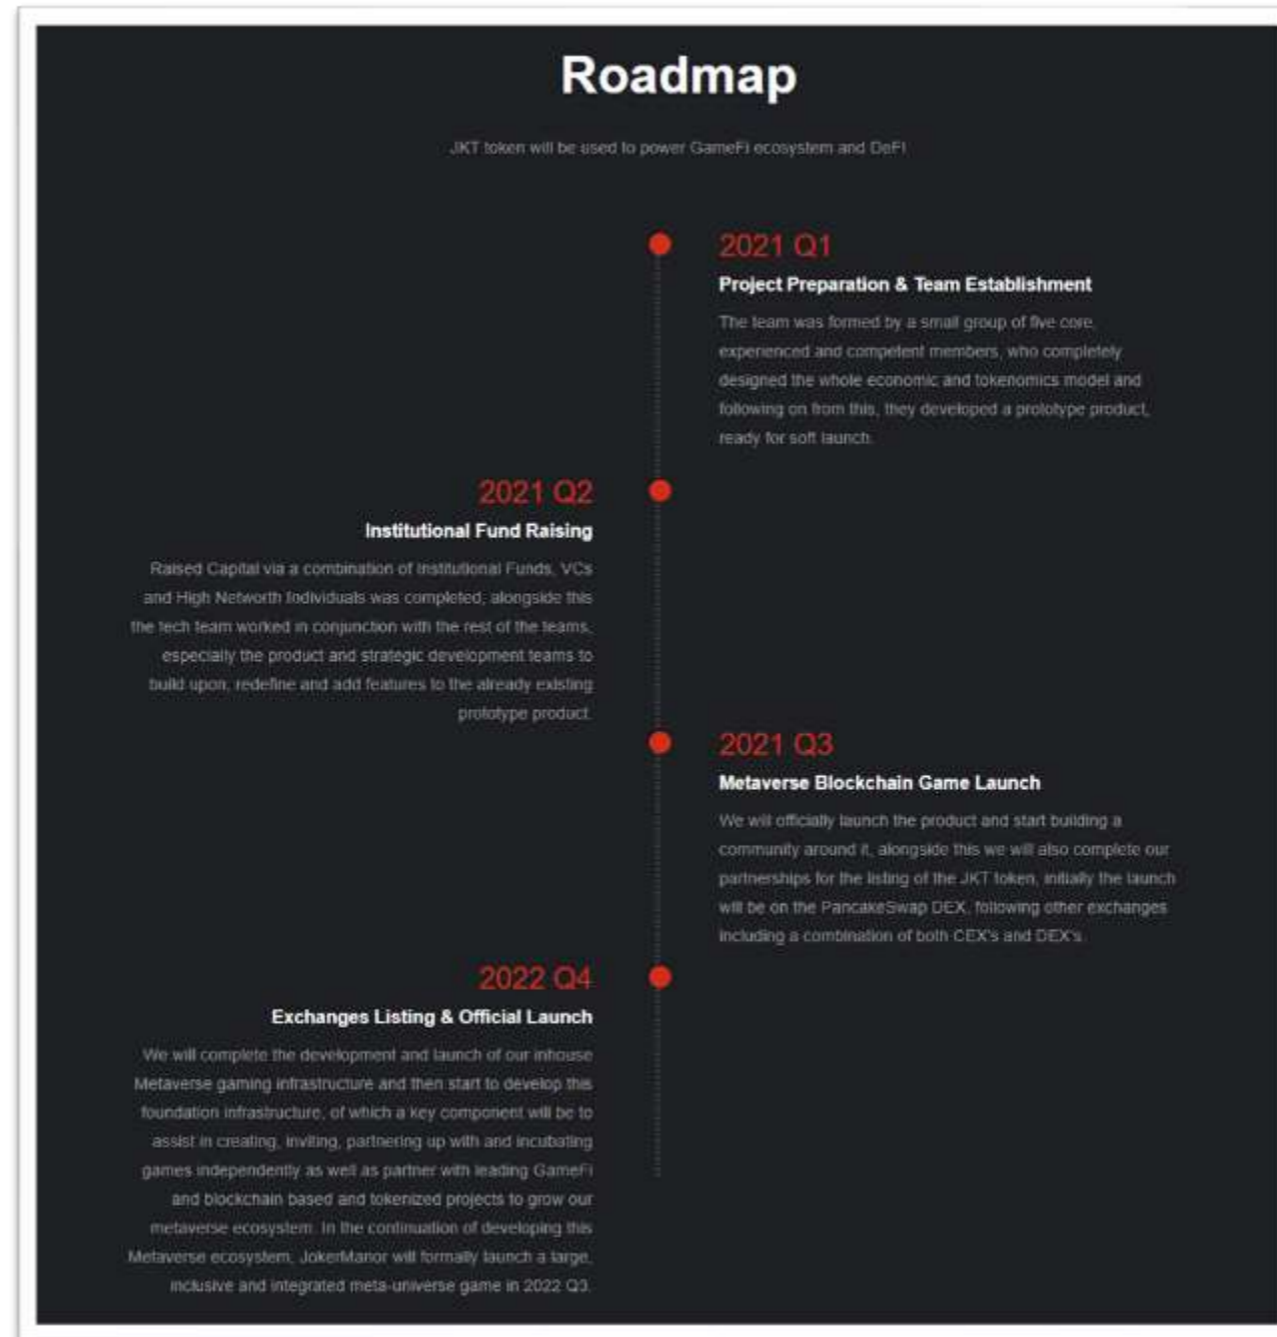 Roadmap
JKT token will be used to power GameFi ecosystem and DeFi
2021 Q1
Project Preparation & Team Establishment
The team was formed by a small group of five core,
experienced and competent members, who completely
designed the whole economic and tokenomics model and
following on from this, they developed a prototype product,
ready for soft launch.
2021 Q2
Institutional Fund Raising
Raised Capital via a combination of Institutional Funds, VCs
and High Networth Individuals was completed, alongside this
the tech team worked in conjunction with the rest of the teams,
especially the product and strategic development teams to
build upon, redefine and add features to the already existing
prototype product.
2021 Q3
Metaverse Blockchain Game Launch
We will officially launch the product and start building a
community around it, alongside this we will also complete our
partnerships for the listing of the JKT token, initially the launch
will be on the PancakeSwap DEX, following other exchanges
including a combination of both CEX's and DEX's.
2022 Q4
Exchanges Listing & Official Launch
We will complete the development and launch of our inhouse
Metaverse gaming infrastructure and then start to develop this
foundation infrastructure, of which a key component will be to
assist in creating, inviting, partnering up with and incubating
games independently as well as partner with leading GameFi
and blockchain based and tokenized projects to grow our
metaverse ecosystem. In the continuation of developing this
Metaverse ecosystem, JokerManor will formally launch a large,
inclusive and integrated meta-universe game in 2022 Q3.